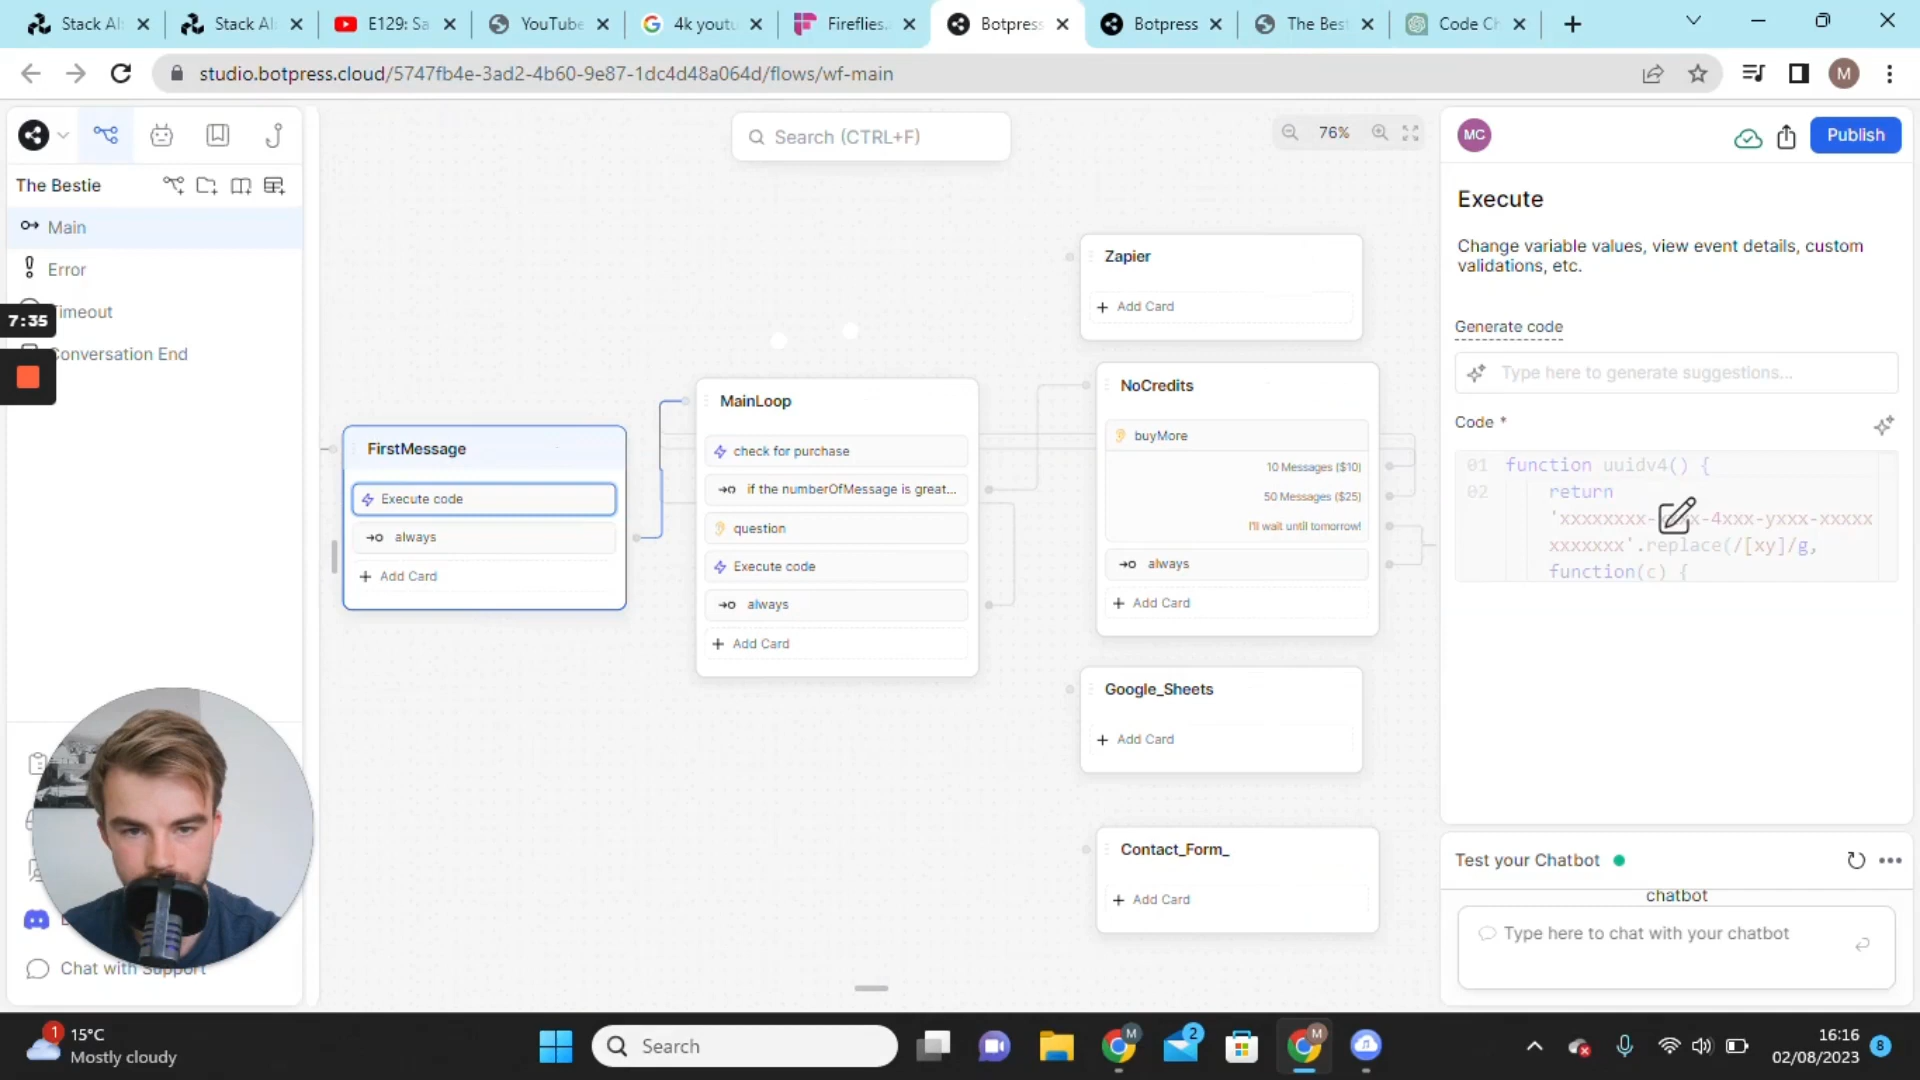 Stack AI
Stack AI
E129: Sa
YouTube
4k youtu
Fireflies.
Botpress
Botpress
The Best
Code Ch
studio.botpress.cloud/5747fb4e-3ad2-4b60-9e87-1dc4d48a064d/flows/wf-main
M
Search (CTRL+F)
76%
MC
Publish
The Bestie
Main
Error
Timeout
Conversation End
7:35
FirstMessage
Execute code
always
Add Card
MainLoop
check for purchase
if the numberOfMessage is great...
question
Execute code
always
Add Card
Zapier
Add Card
NoCredits
buyMore
10 Messages ($10)
50 Messages ($25)
I'll wait until tomorrow!
always
Add Card
Google_Sheets
Add Card
Contact_Form_
Add Card
Execute
Change variable values, view event details, custom
validations, etc.
Generate code
Type here to generate suggestions...
Code *
01 function uuidv4() {
02 return
'xxxxxxxx-xxxx-4xxx-yxxx-xxxxx
xxxxxxx'.replace(/[xy]/g,
function(c) {
Test your Chatbot
chatbot
Type here to chat with your chatbot
Chat with Support
1
15°C
Mostly cloudy
Search
M
2
M
16:16
02/08/2023
8